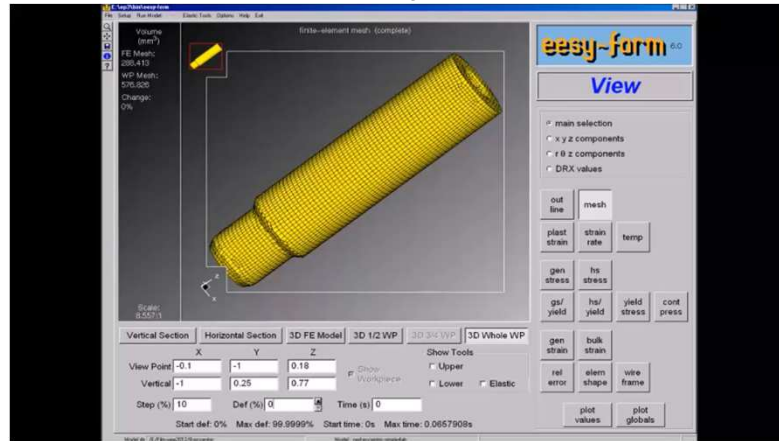 File Setup Run Model Elastic Tools Options Help Exit
finite-element mesh (complete)
Volume
(mm³)
FE Mesh:
288.413
WP Mesh:
576.826
Change:
0%
z
x
Scale:
8.557:1
eesy-form 6.0
View
main selection
x y z components
r θ z components
DRX values
out line
mesh
plast strain
strain rate
temp
gen stress
hs stress
gs/ yield
hs/ yield
yield stress
cont press
gen strain
bulk strain
rel error
elem shape
wire frame
plot values
plot globals
Vertical Section Horizontal Section 3D FE Model 3D 1/2 WP 3D 3/4 WP 3D Whole WP
X Y Z Show Tools
View Point -0.1 -1 0.18 Show Workpiece Upper
Vertical -1 0.25 0.77 Lower Elastic
Step (%) 10 Def (%) 0 Time (s) 0
Start def: 0% Max def: 99.9999% Start time: 0s Max time: 0.0657908s